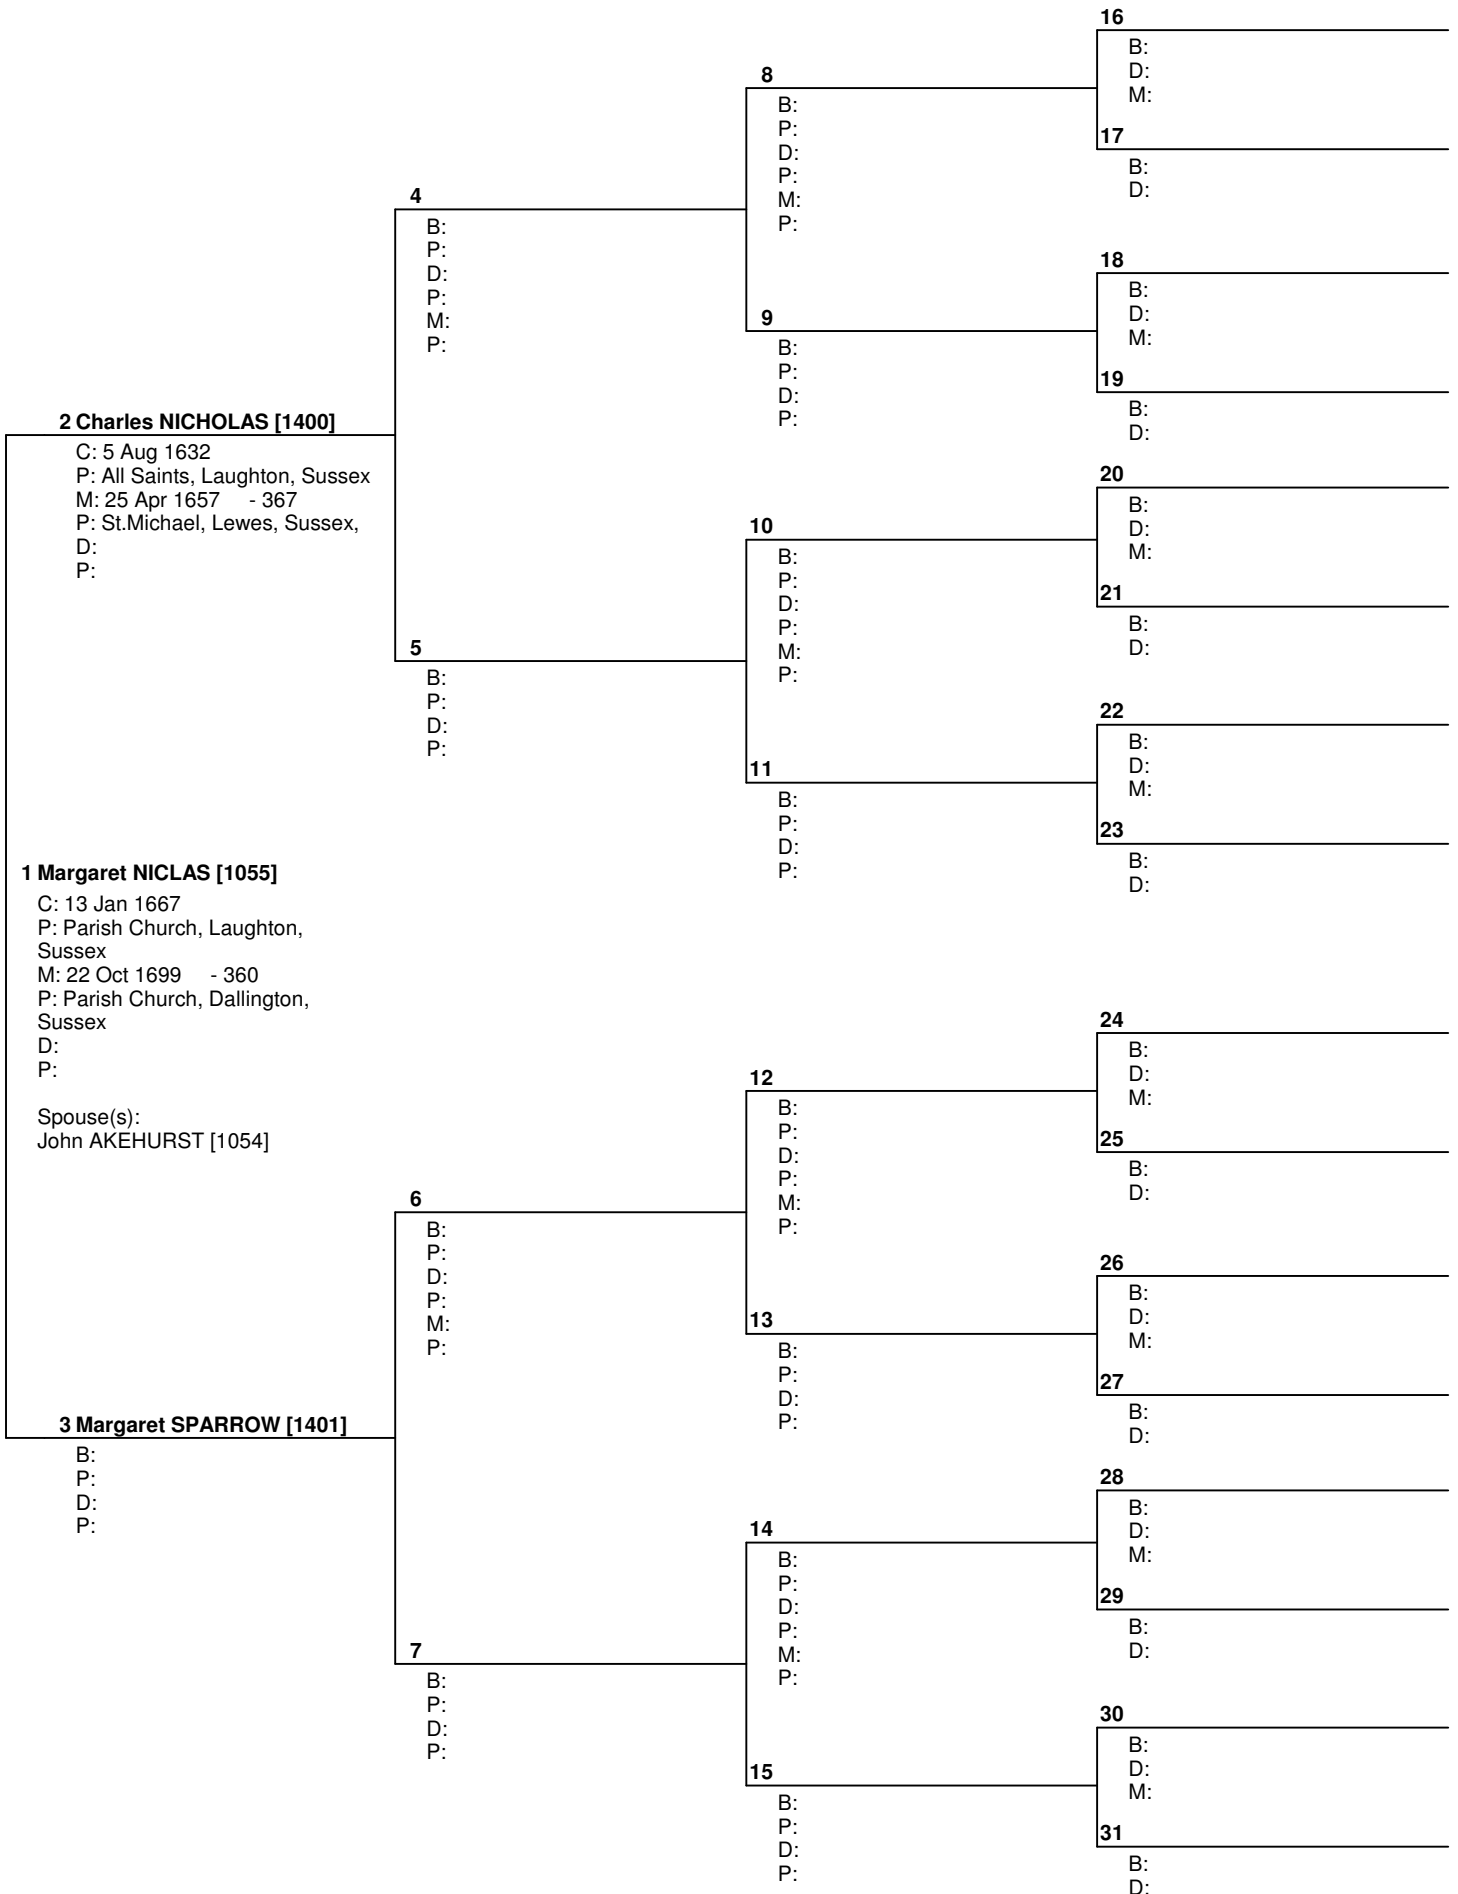 16
B:
D:
M:
8
B:
P:
D:
P:
M:
P:
17
B:
D:
4
B:
P:
D:
P:
M:
P:
18
B:
D:
M:
9
B:
P:
D:
P:
19
B:
D:
2 Charles NICHOLAS [1400]
C: 5 Aug 1632
P: All Saints, Laughton, Sussex
M: 25 Apr 1657 - 367
P: St.Michael, Lewes, Sussex,
D:
P:
20
B:
D:
M:
10
B:
P:
D:
P:
M:
P:
21
B:
D:
5
B:
P:
D:
P:
22
B:
D:
M:
11
B:
P:
D:
P:
23
B:
D:
1 Margaret NICLAS [1055]
C: 13 Jan 1667
P: Parish Church, Laughton,
Sussex
M: 22 Oct 1699 - 360
P: Parish Church, Dallington,
Sussex
D:
P:
Spouse(s):
John AKEHURST [1054]
24
B:
D:
M:
12
B:
P:
D:
P:
M:
P:
25
B:
D:
6
B:
P:
D:
P:
M:
P:
26
B:
D:
M:
13
B:
P:
D:
P:
27
B:
D:
3 Margaret SPARROW [1401]
B:
P:
D:
P:
28
B:
D:
M:
14
B:
P:
D:
P:
M:
P:
29
B:
D:
7
B:
P:
D:
P:
30
B:
D:
M:
15
B:
P:
D:
P:
31
B:
D: